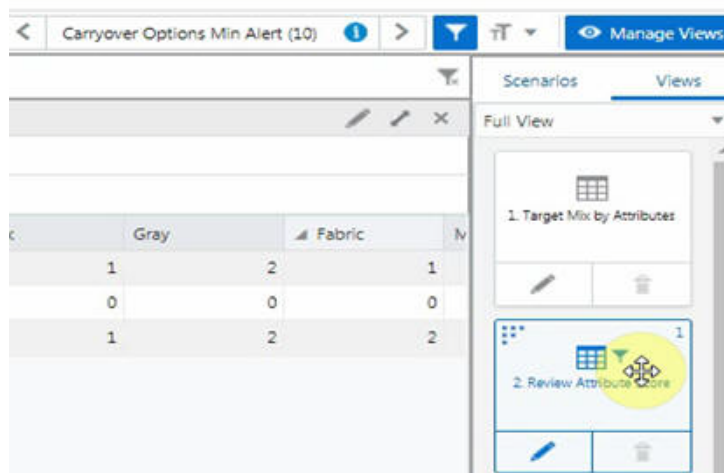 Carryover Options Min Alert (10)
Manage Views
Scenarios Views
Full View
1. Target Mix by Attributes
Gray Fabric
1 2 1
0 0 0
1 2 2
1
2. Review Attribute Score